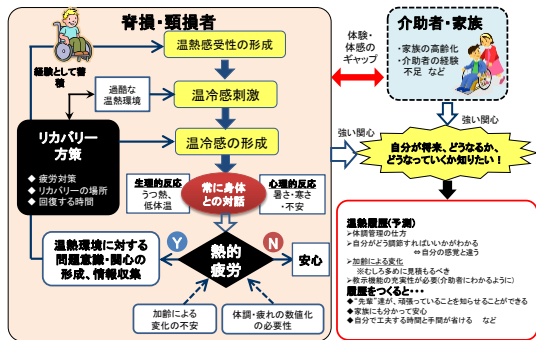 脊損・頸損者
温熱感受性の形成
経験として蓄
積
過酷な
温熱環境
温冷感刺激
リカバリー
方策
◆ 疲労対策
◆ リカバリーの場所
◆ 回復する時間
温冷感の形成
生理的反応
うつ熱、
低体温
常に身体
との対話
心理的反応
暑さ・寒さ
・不安
温熱環境に対する
問題意識・関心の
形成、情報収集
Y
熱的
疲労
N
安心
加齢による
変化の不安
体調・疲れの数値化
の必要性
体験・
体感の
ギャップ
介助者・家族
・家族の高齢化
・介助者の経験
不足 など
強い関心
強い関心
自分が将来、どうなるか、
どうなっていくか知りたい！
温熱履歴(予測)
➢体調管理の仕方
➢自分がどう調節すればいいかがわかる
⇔自分の感覚と違う
➢加齢による変化
※むしろ多めに見積もるべき
➢教示機能の充実性が必要(介助者にわかるように)
履歴をつくると・・・
◆“先輩”達が、頑張っていることを知らせることができる
◆家族にも分かって安心
◆自分で工夫する時間と手間が省ける など